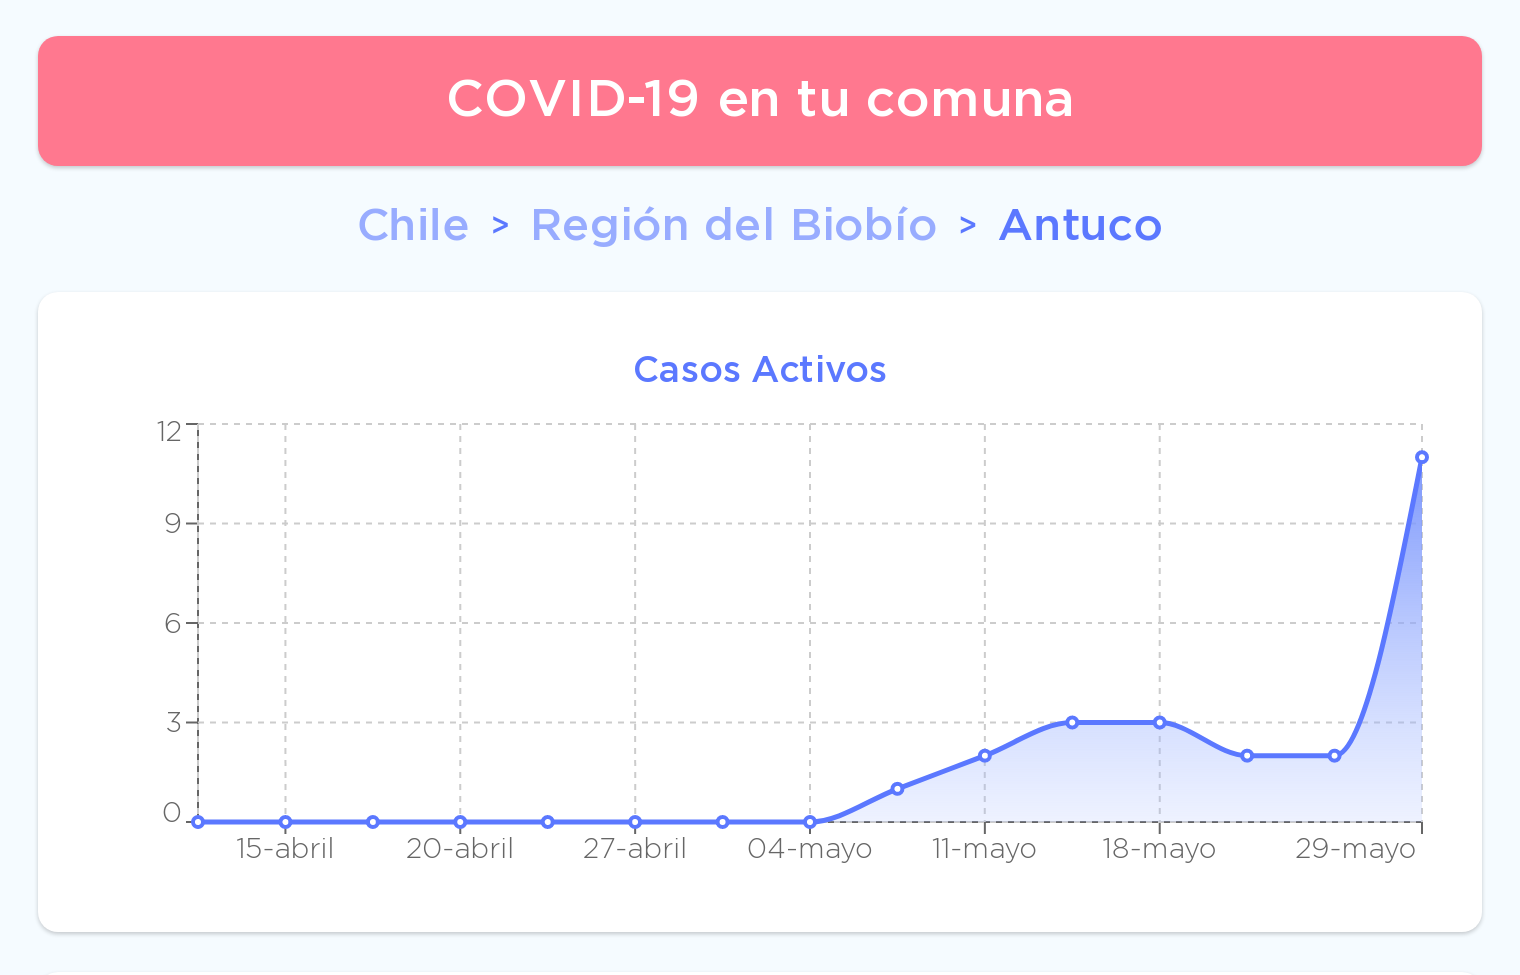 COVID-19 en tu comuna
Chile > Región del Biobío > Antuco
Casos Activos
12
9
6
3
0
15-abril 20-abril 27-abril 04-mayo 11-mayo 18-mayo 29-mayo